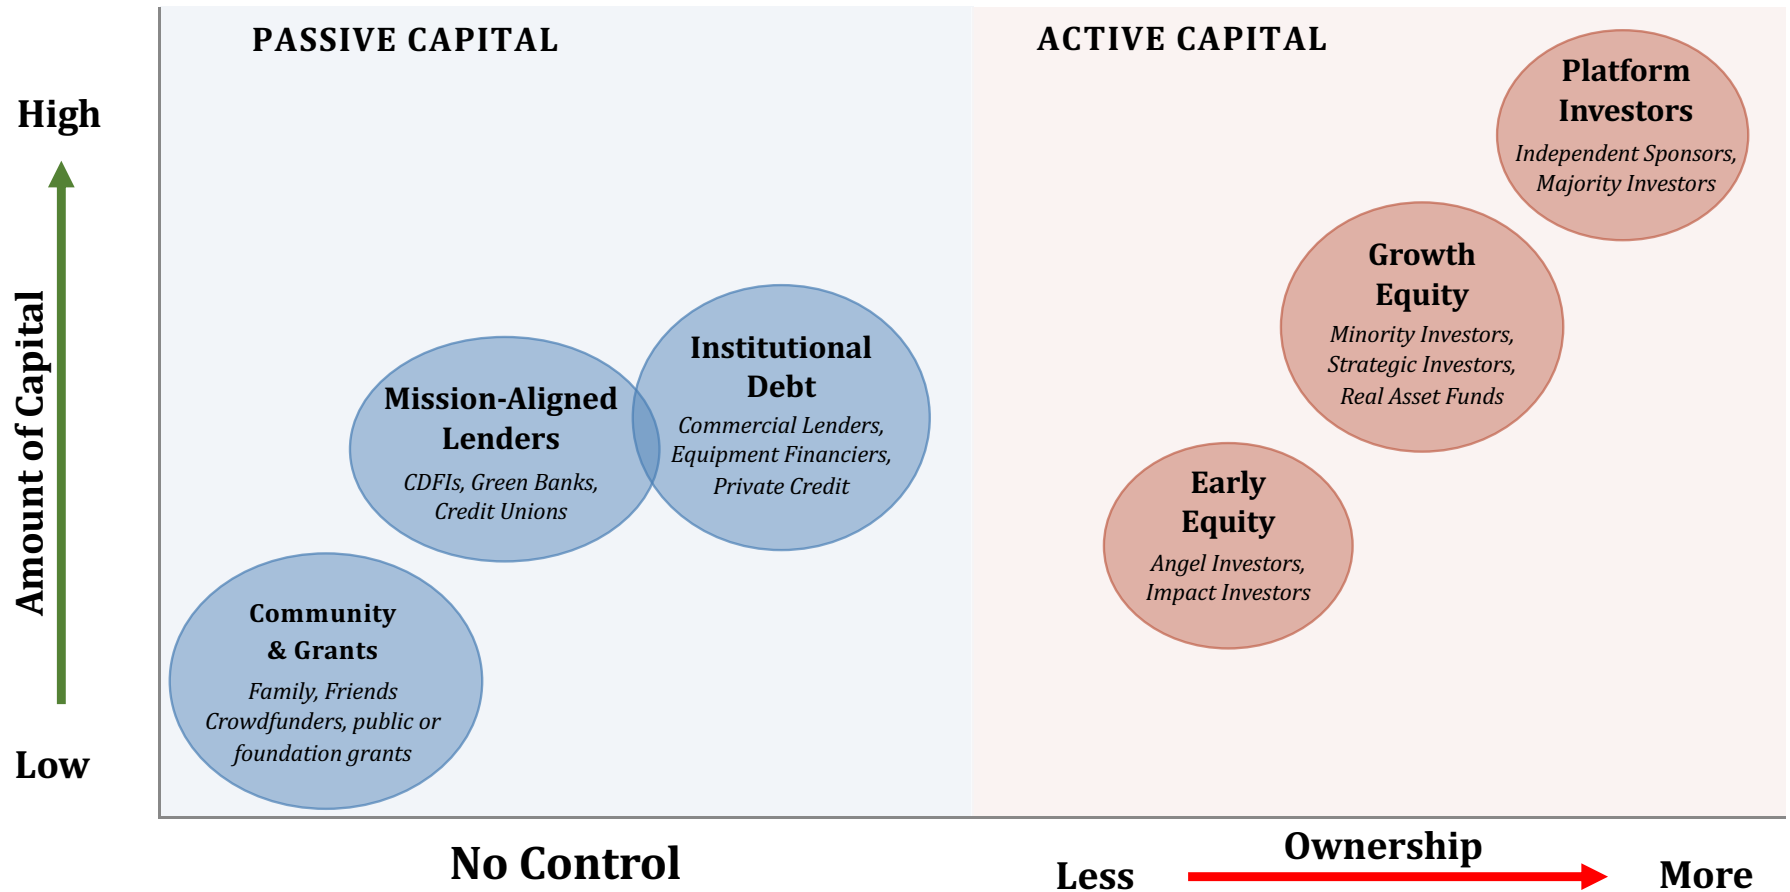 PASSIVE CAPITAL
ACTIVE CAPITAL
High
Amount of Capital
Low
Platform
Investors
Independent Sponsors,
Majority Investors
Growth
Equity
Minority Investors,
Strategic Investors,
Real Asset Funds
Institutional
Debt
Commercial Lenders,
Equipment Financiers,
Private Credit
Mission-Aligned
Lenders
CDFIs, Green Banks,
Credit Unions
Early
Equity
Angel Investors,
Impact Investors
Community
& Grants
Family, Friends
Crowdfunders, public or
foundation grants
No Control
Ownership
Less
More